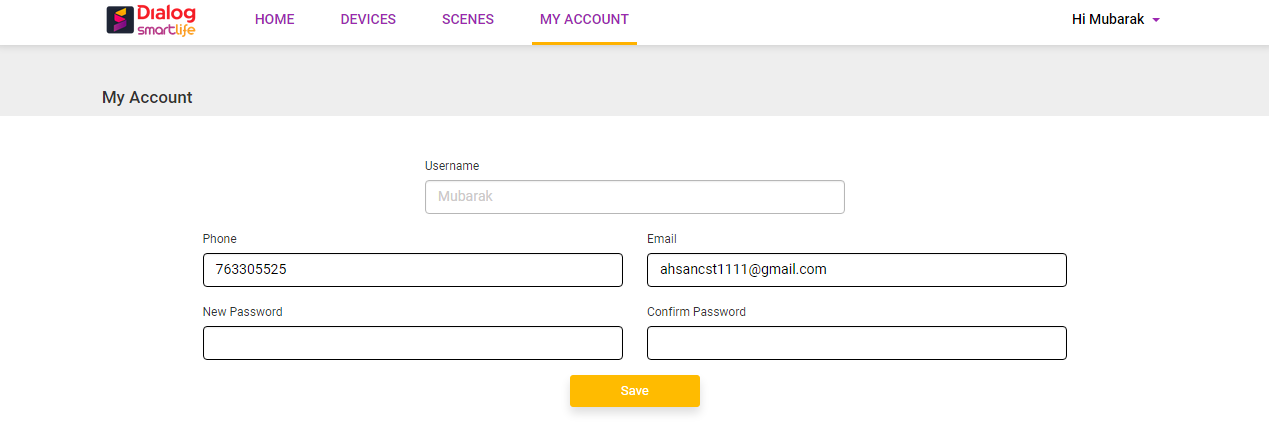 Dialog
smartlife
HOME DEVICES SCENES MY ACCOUNT Hi Mubarak
My Account
Username
Mubarak
Phone Email
763305525 ahsancst1111@gmail.com
New Password Confirm Password
Save